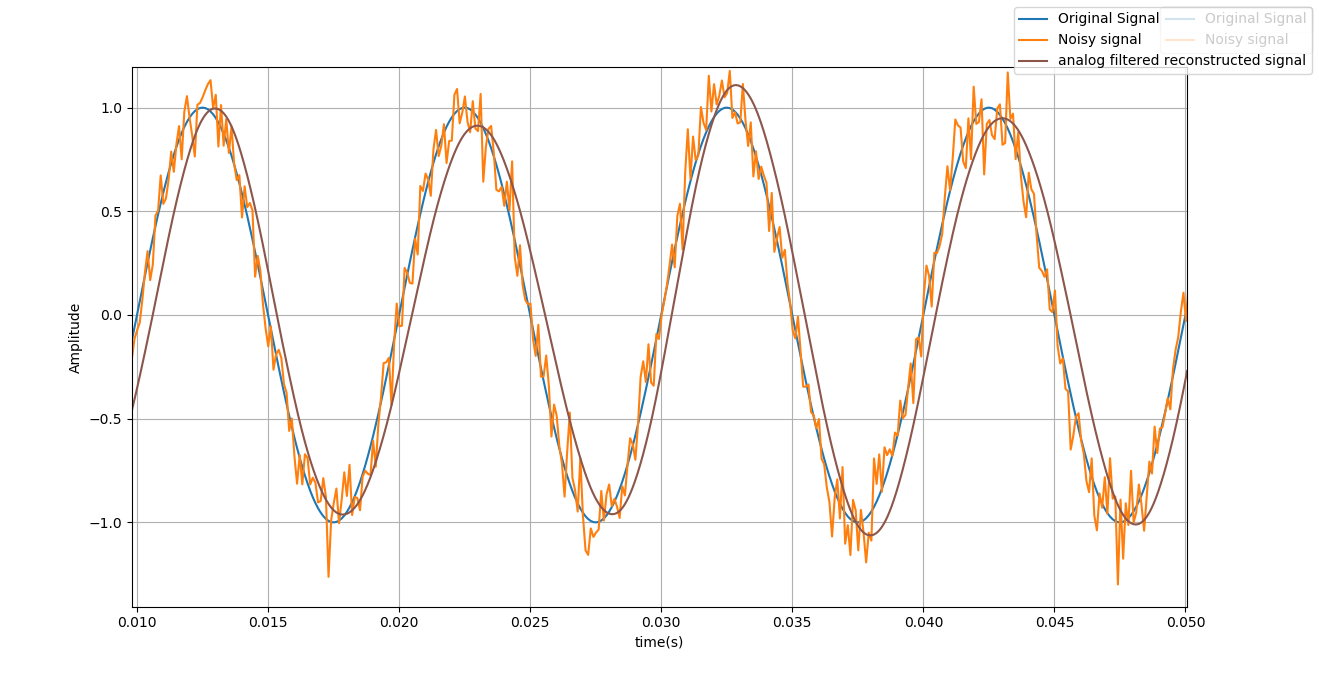 Original Signal Original Signal
Noisy signal Noisy signal
analog filtered reconstructed signal
1.0
0.5
0.0
−0.5
−1.0
Amplitude
0.010 0.015 0.020 0.025 0.030 0.035 0.040 0.045 0.050
time(s)